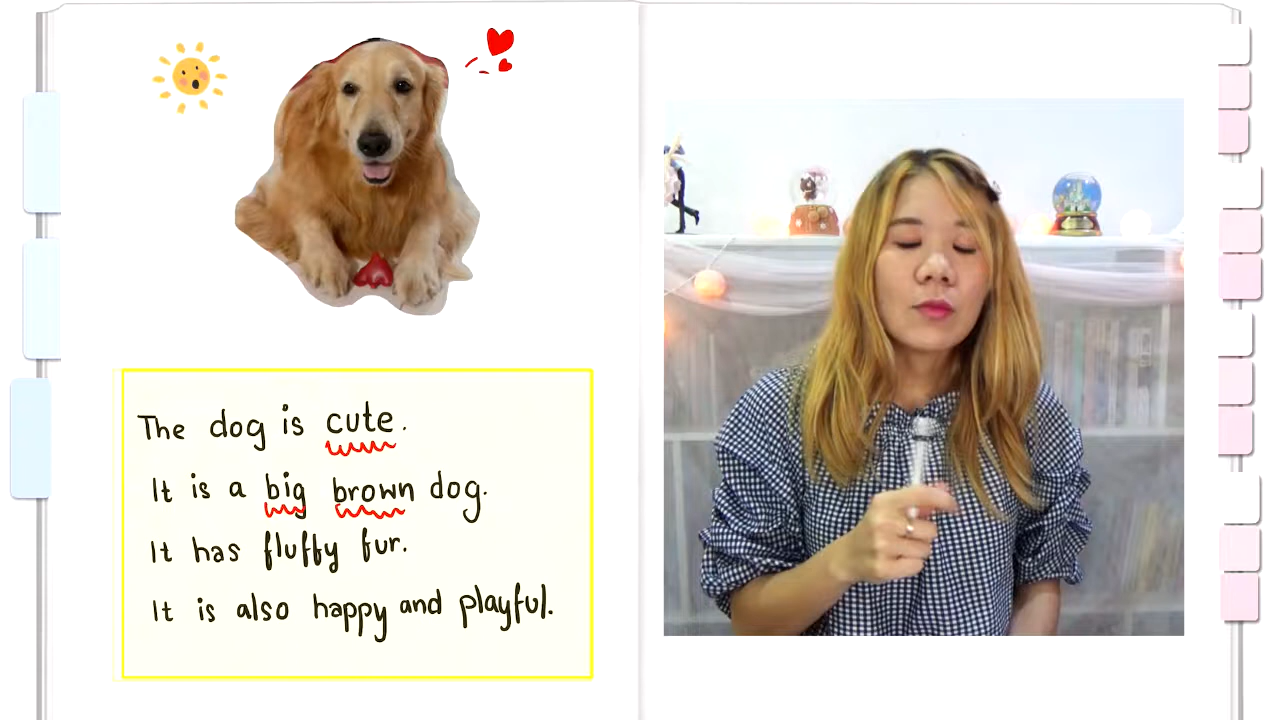 The dog is cute.
It is a big brown dog.
It has fluffy fur.
It is also happy and playful.